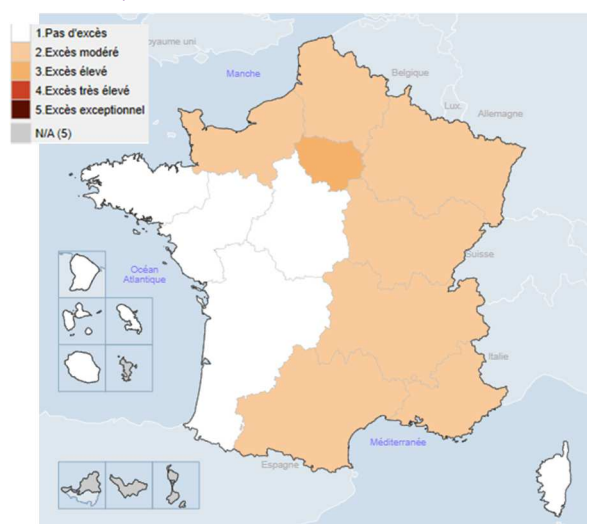 1.Pas d'excès
2.Excès modéré
3.Excès élevé
4.Excès très élevé
5.Excès exceptionnel
N/A (5)
oyaume uni
Manche
Belgique
Lux.
Allemagne
Suisse
Océan
Atlantique
Italie
Méditerranée
Espagne